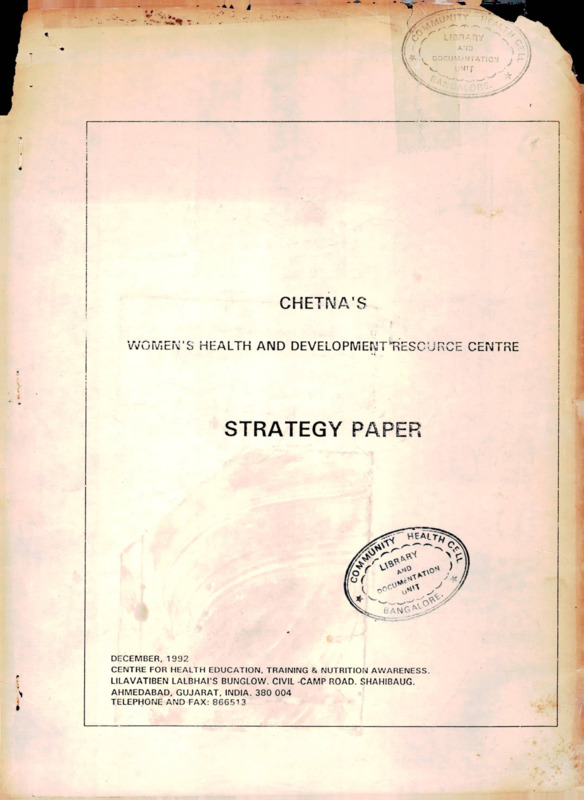 COMMUNITY HEALTH CELL
LIBRARY
AND
DOCUMENTATION
UNIT
BANGALORE.
CHETNA'S
WOMEN'S HEALTH AND DEVELOPMENT RESOURCE CENTRE
STRATEGY PAPER
COMMUNITY HEALTH CELL
LIBRARY
AND
DOCUMENTATION
UNIT
BANGALORE.
DECEMBER, 1992
CENTRE FOR HEALTH EDUCATION, TRAINING & NUTRITION AWARENESS.
LILAVATIBEN LALBHAI'S BUNGLOW. CIVIL -CAMP ROAD. SHAHIBAUG.
AHMEDABAD, GUJARAT, INDIA. 380 004
TELEPHONE AND FAX: 866513